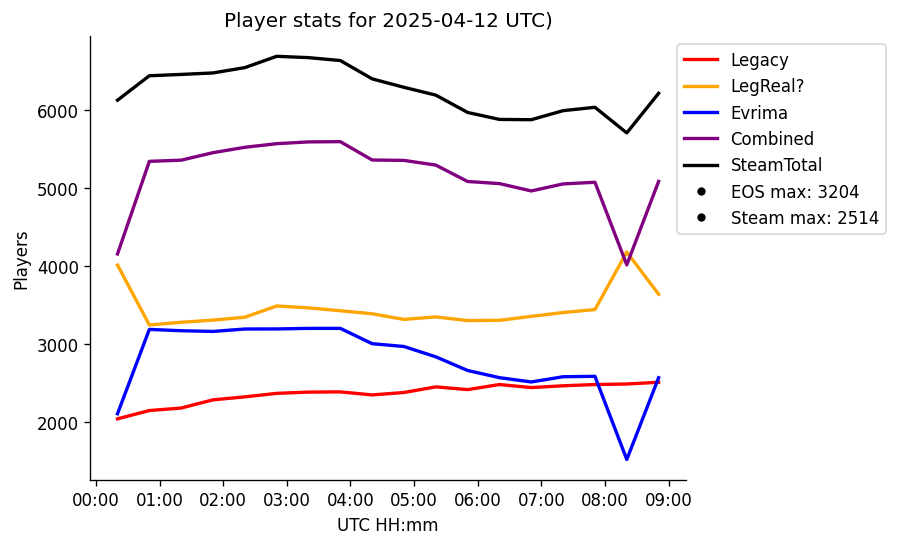 Player stats for 2025-04-12 UTC)
Players
6000
5000
4000
3000
2000
00:00 01:00 02:00 03:00 04:00 05:00 06:00 07:00 08:00 09:00
UTC HH:mm
Legacy
LegReal?
Evrima
Combined
SteamTotal
EOS max: 3204
Steam max: 2514